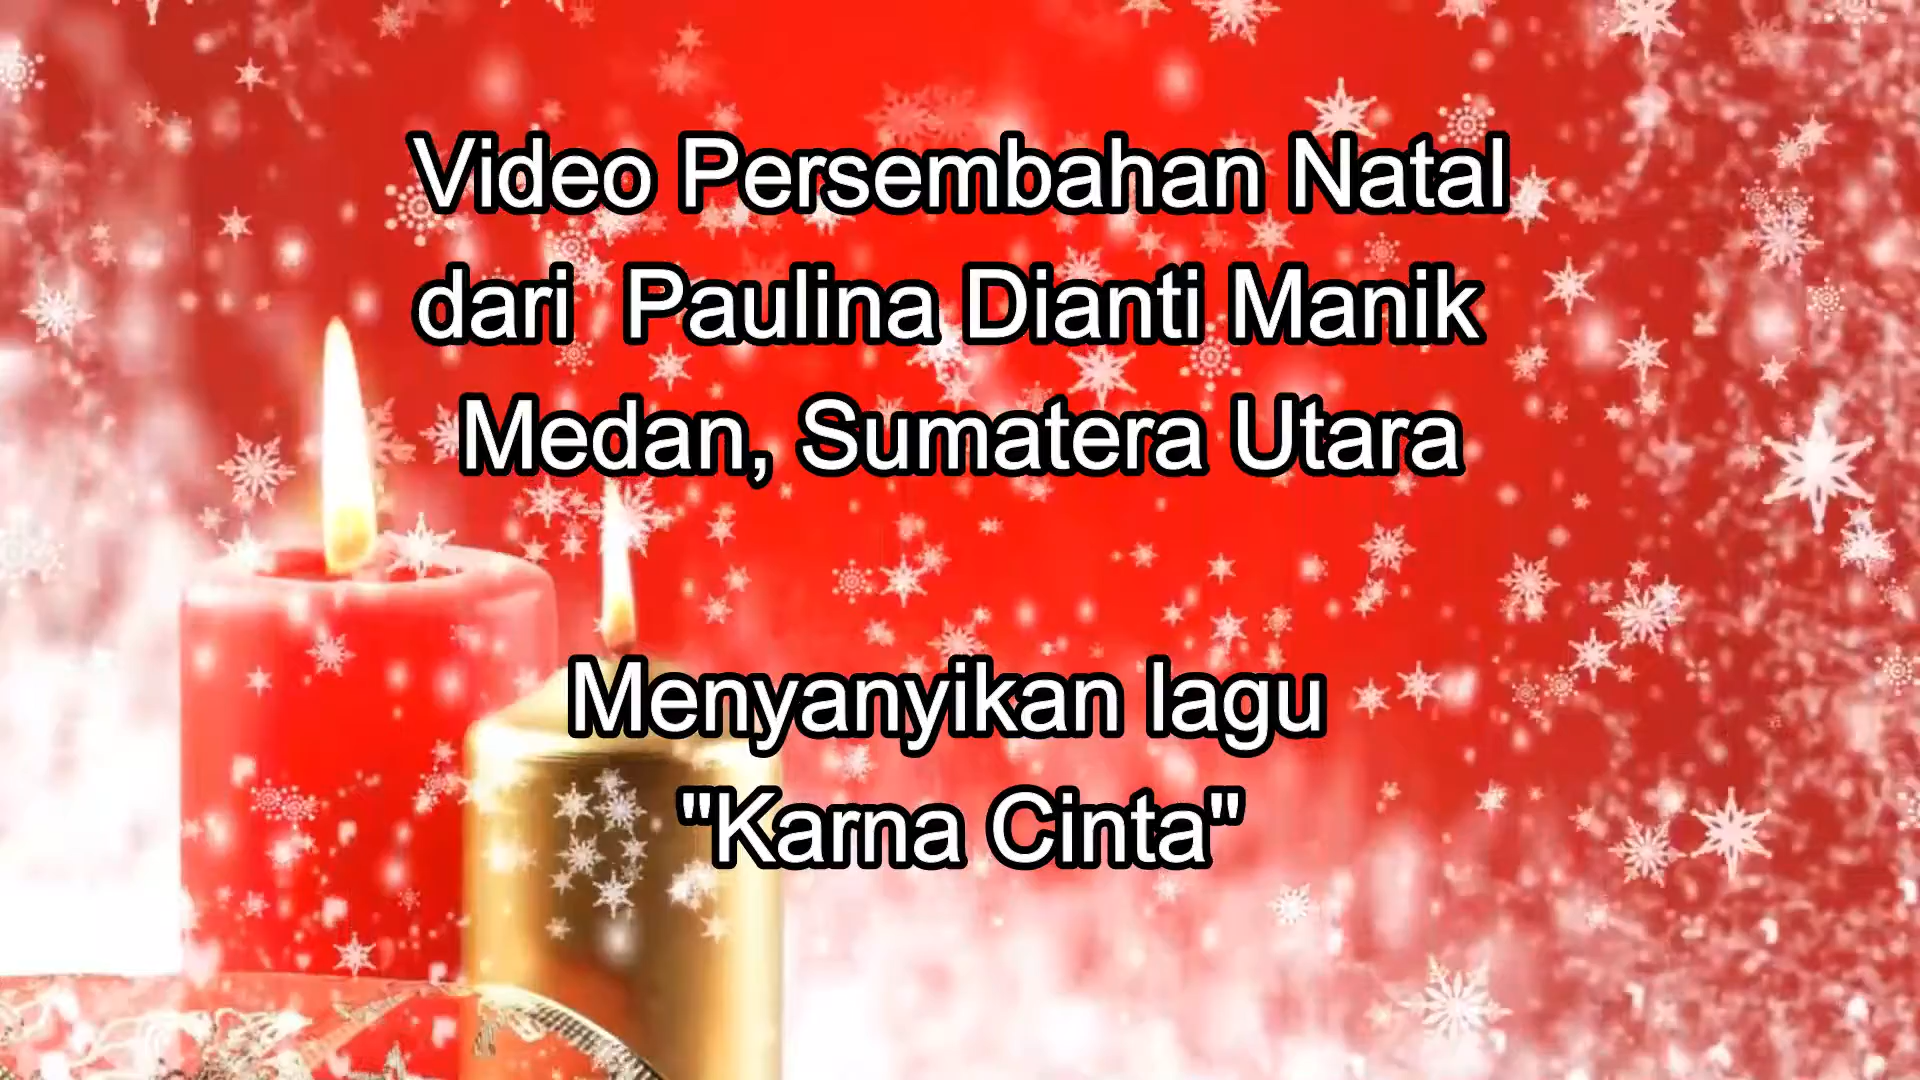 Video Persembahan Natal
dari  Paulina Dianti Manik
Medan, Sumatera Utara
Menyanyikan lagu
"Karna Cinta"